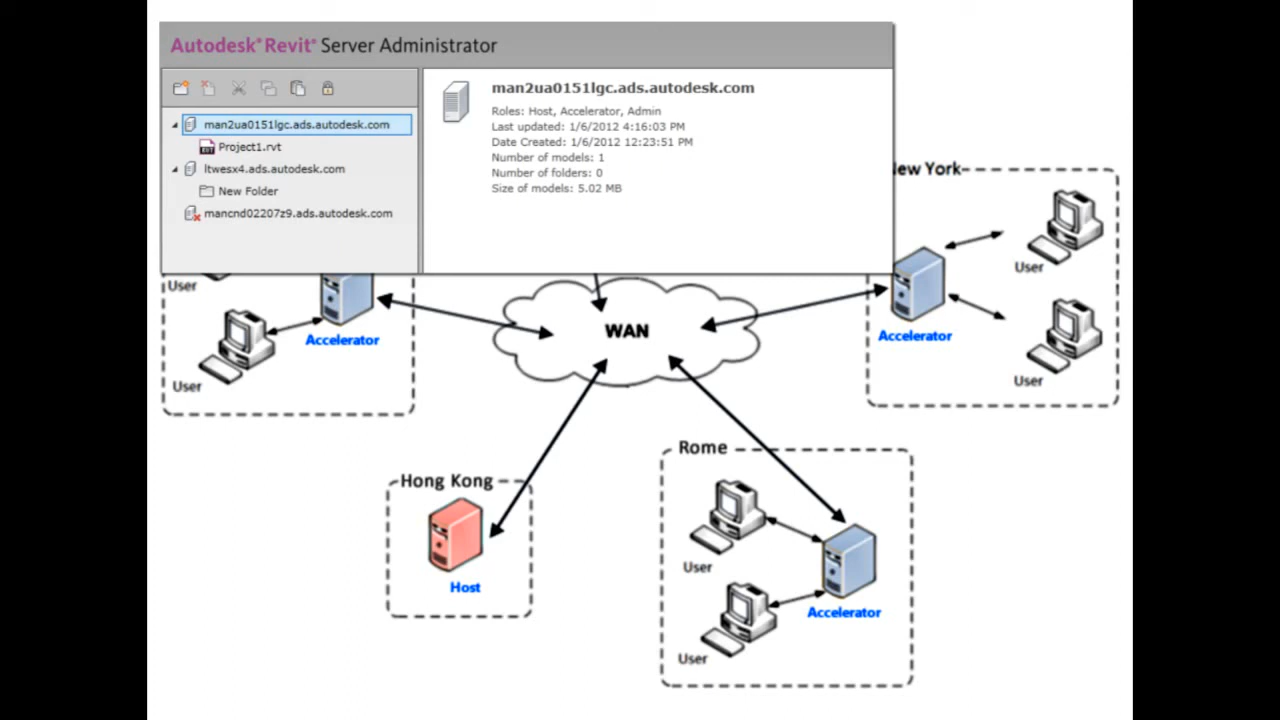 Autodesk® Revit® Server Administrator
man2ua0151lgc.ads.autodesk.com
Project1.rvt
ltwesx4.ads.autodesk.com
New Folder
mancnd02207z9.ads.autodesk.com
man2ua0151lgc.ads.autodesk.com
Roles: Host, Accelerator, Admin
Last updated: 1/6/2012 4:16:03 PM
Date Created: 1/6/2012 12:23:51 PM
Number of models: 1
Number of folders: 0
Size of models: 5.02 MB
New York
User
User
Accelerator
User
User
Accelerator
User
WAN
Hong Kong
Host
Rome
User
User
Accelerator